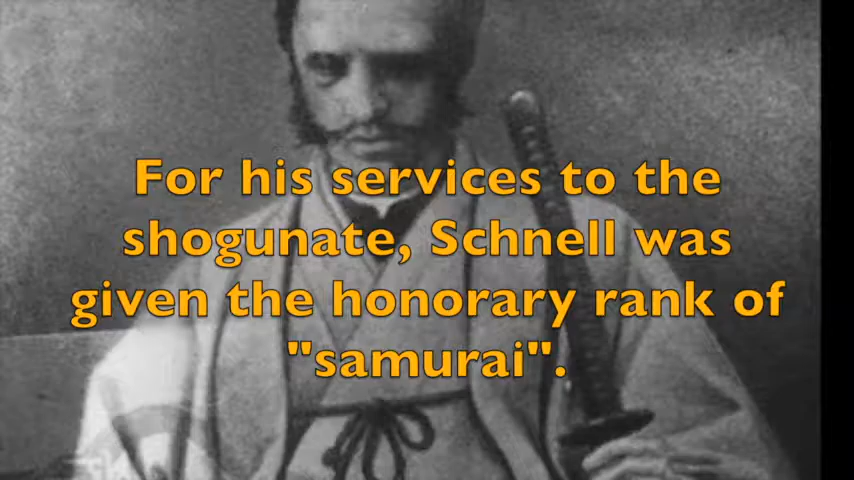 For his services to the
shogunate, Schnell was
given the honorary rank of
"samurai".